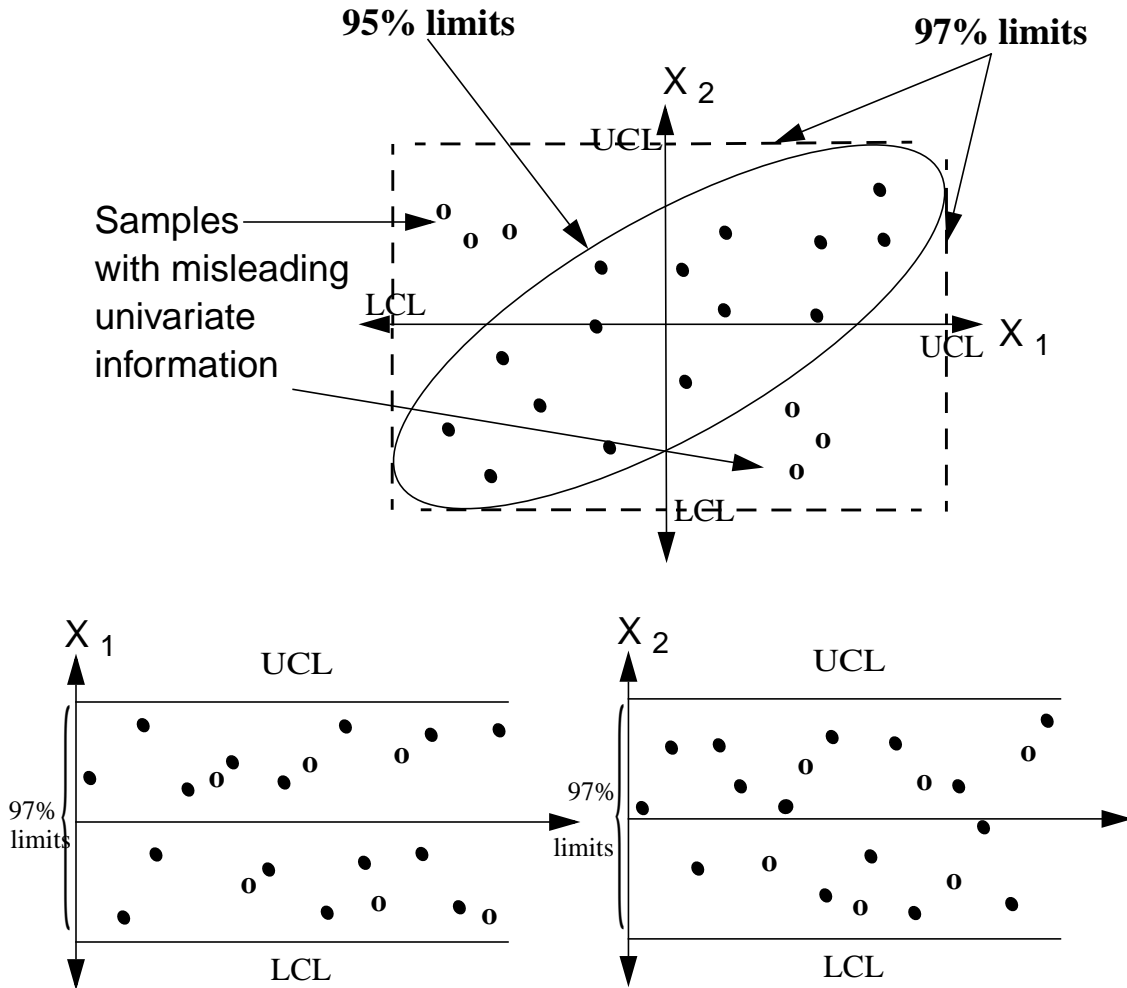 95% limits
97% limits
X 2
UCL
Samples
with misleading
univariate
information
LCL
UCL
X 1
LCL
o
o
o
o
o
o
X 1
UCL
97%
limits
LCL
o
o
o
o
o
o
X 2
UCL
97%
limits
LCL
o
o
o
o
o
o